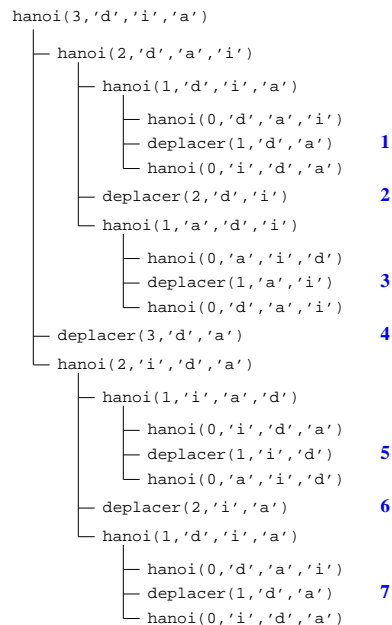 hanoi(3,'d','i','a')
hanoi(2,'d','a','i')
hanoi(1,'d','i','a')
hanoi(0,'d','a','i')
deplacer(1,'d','a') 1
hanoi(0,'i','d','a')
deplacer(2,'d','i') 2
hanoi(1,'a','d','i')
hanoi(0,'a','i','d')
deplacer(1,'a','i') 3
hanoi(0,'d','a','i')
deplacer(3,'d','a') 4
hanoi(2,'i','d','a')
hanoi(1,'i','a','d')
hanoi(0,'i','d','a')
deplacer(1,'i','d') 5
hanoi(0,'a','i','d')
deplacer(2,'i','a') 6
hanoi(1,'d','i','a')
hanoi(0,'d','a','i')
deplacer(1,'d','a') 7
hanoi(0,'i','d','a')